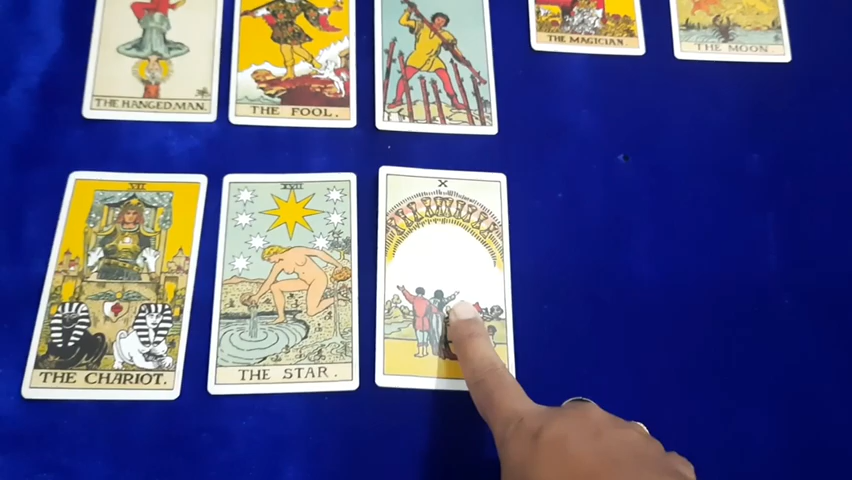 THE HANGED MAN.
THE FOOL.
THE MAGICIAN.
THE MOON.
VII
THE CHARIOT.
XVII
THE STAR.
X